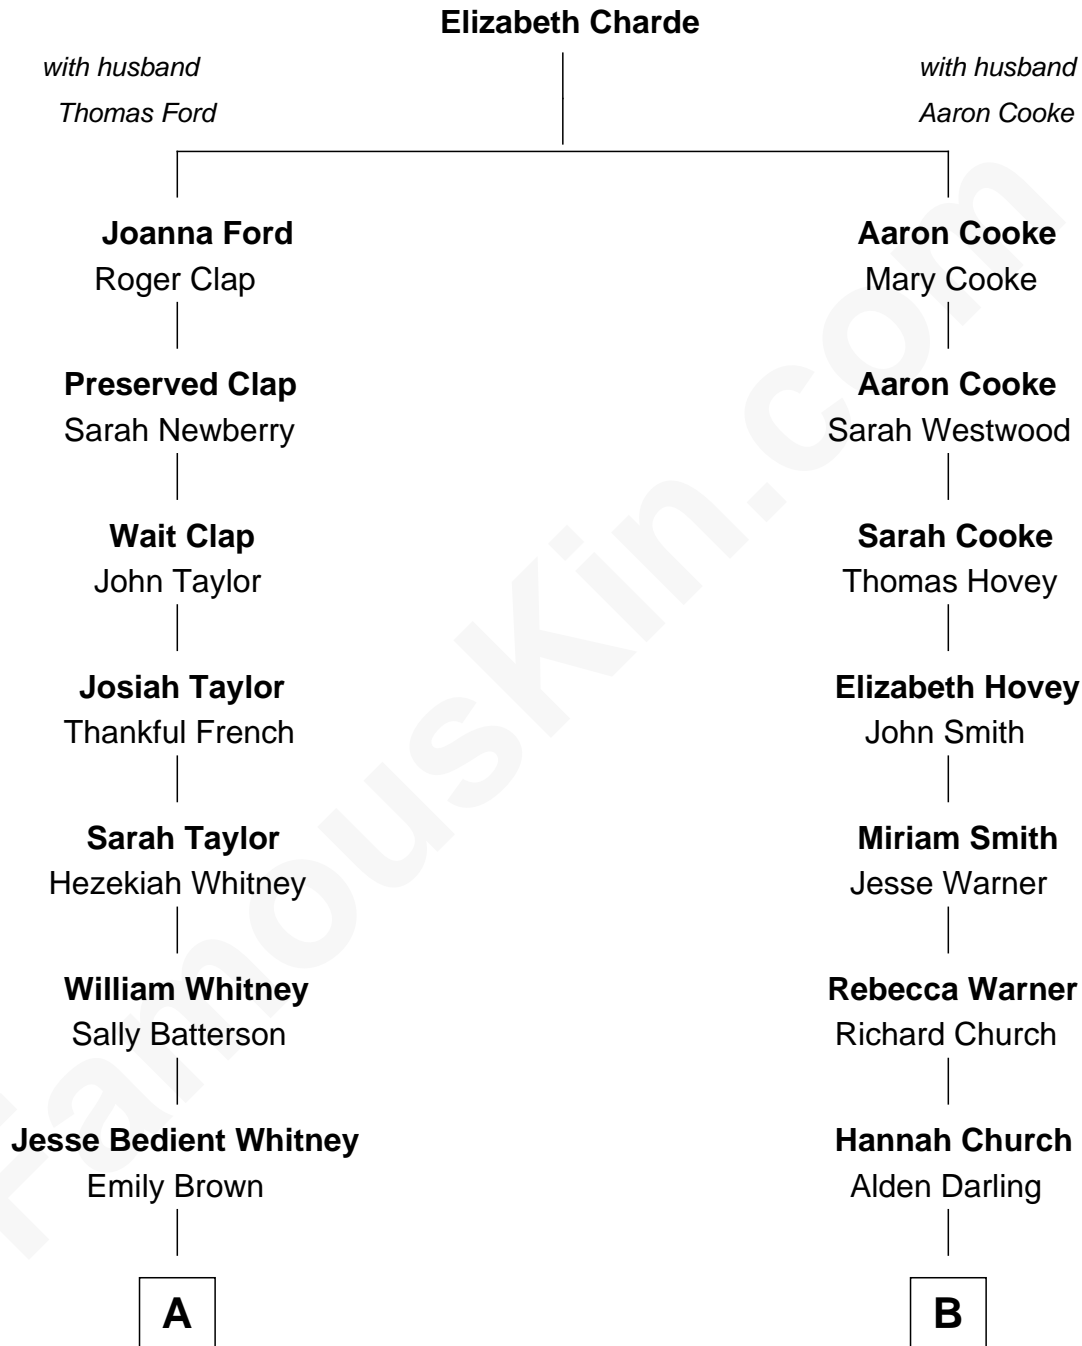 Elizabeth Charde
with husband
Thomas Ford
with husband
Aaron Cooke
Joanna Ford
Roger Clap
Aaron Cooke
Mary Cooke
Preserved Clap
Sarah Newberry
Aaron Cooke
Sarah Westwood
Wait Clap
John Taylor
Sarah Cooke
Thomas Hovey
Josiah Taylor
Thankful French
Elizabeth Hovey
John Smith
Sarah Taylor
Hezekiah Whitney
Miriam Smith
Jesse Warner
William Whitney
Sally Batterson
Rebecca Warner
Richard Church
Jesse Bedient Whitney
Emily Brown
Hannah Church
Alden Darling
A
B
FamousKin.com